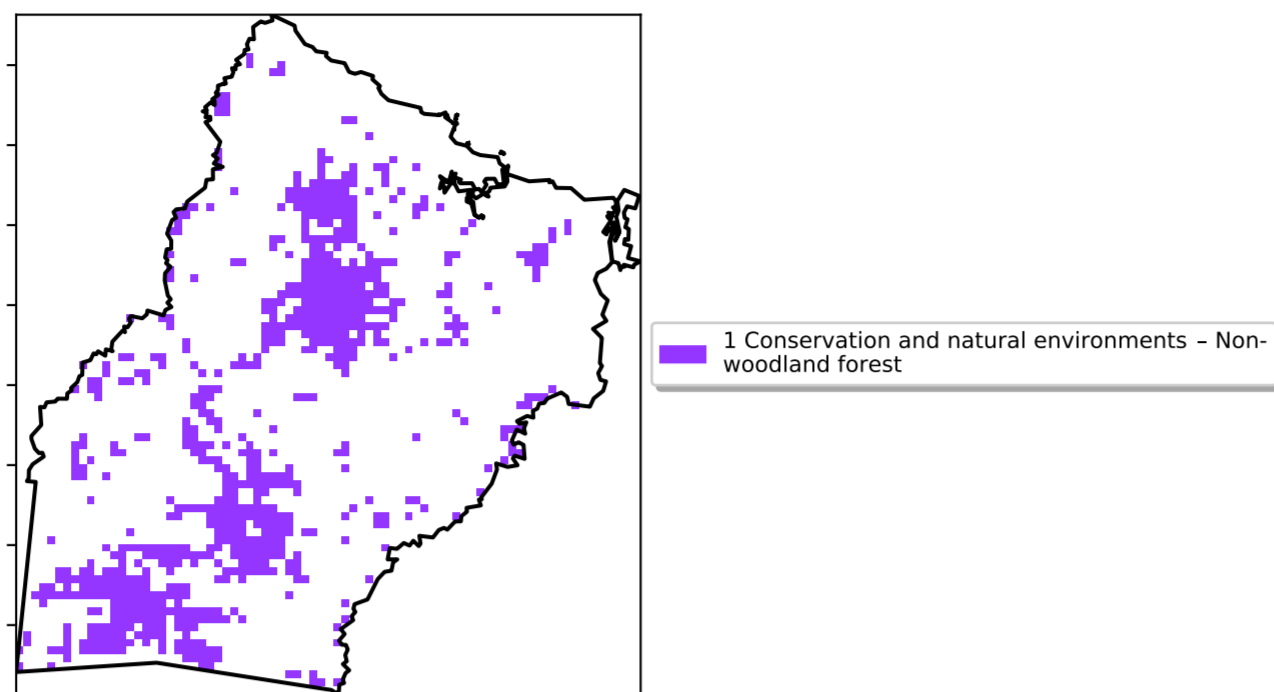 1 Conservation and natural environments – Non-
woodland forest